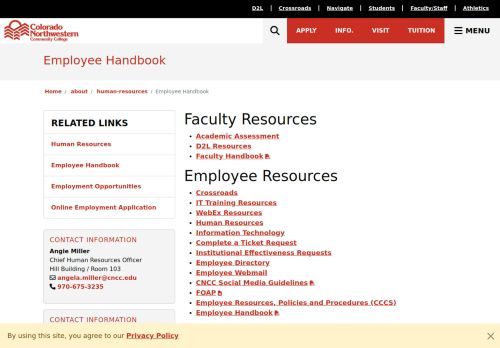 D2L | Crossroads | Navigate | Students | Faculty/Staff | Athletics
Colorado
Northwestern
Community College
APPLY INFO. VISIT TUITION MENU
Employee Handbook
Home / about / human-resources / Employee Handbook
RELATED LINKS
Human Resources
Employee Handbook
Employment Opportunities
Online Employment Application
CONTACT INFORMATION
Angie Miller
Chief Human Resources Officer
Hill Building / Room 103
angela.miller@cncc.edu
970-675-3235
CONTACT INFORMATION
Faculty Resources
Academic Assessment
D2L Resources
Faculty Handbook
Employee Resources
Crossroads
IT Training Resources
WebEx Resources
Human Resources
Information Technology
Complete a Ticket Request
Institutional Effectiveness Requests
Employee Directory
Employee Webmail
CNCC Social Media Guidelines
FOAP
Employee Resources, Policies and Procedures (CCCS)
Employee Handbook
By using this site, you agree to our Privacy Policy